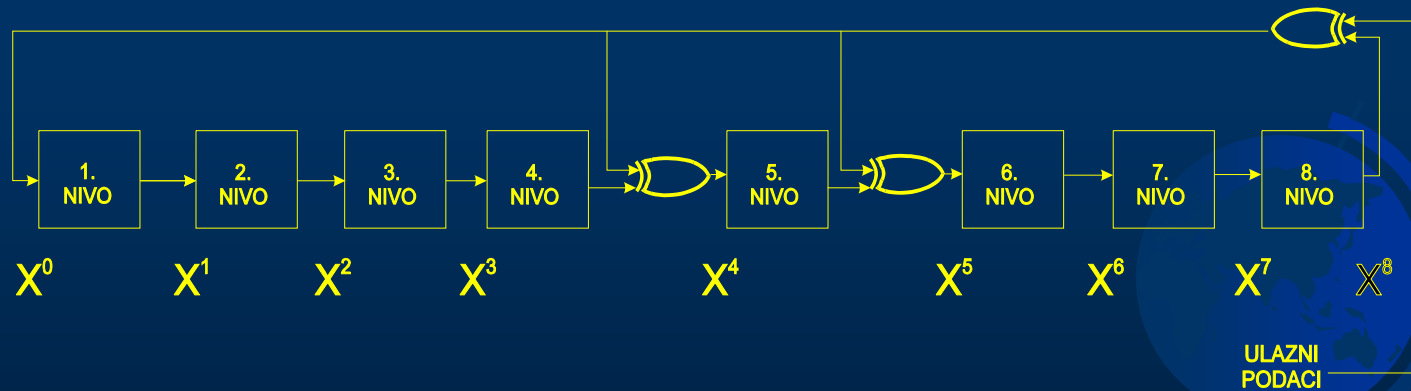 1.
NIVO
2.
NIVO
3.
NIVO
4.
NIVO
5.
NIVO
6.
NIVO
7.
NIVO
8.
NIVO
X⁰ X¹ X² X³ X⁴ X⁵ X⁶ X⁷ X⁸
ULAZNI
PODACI